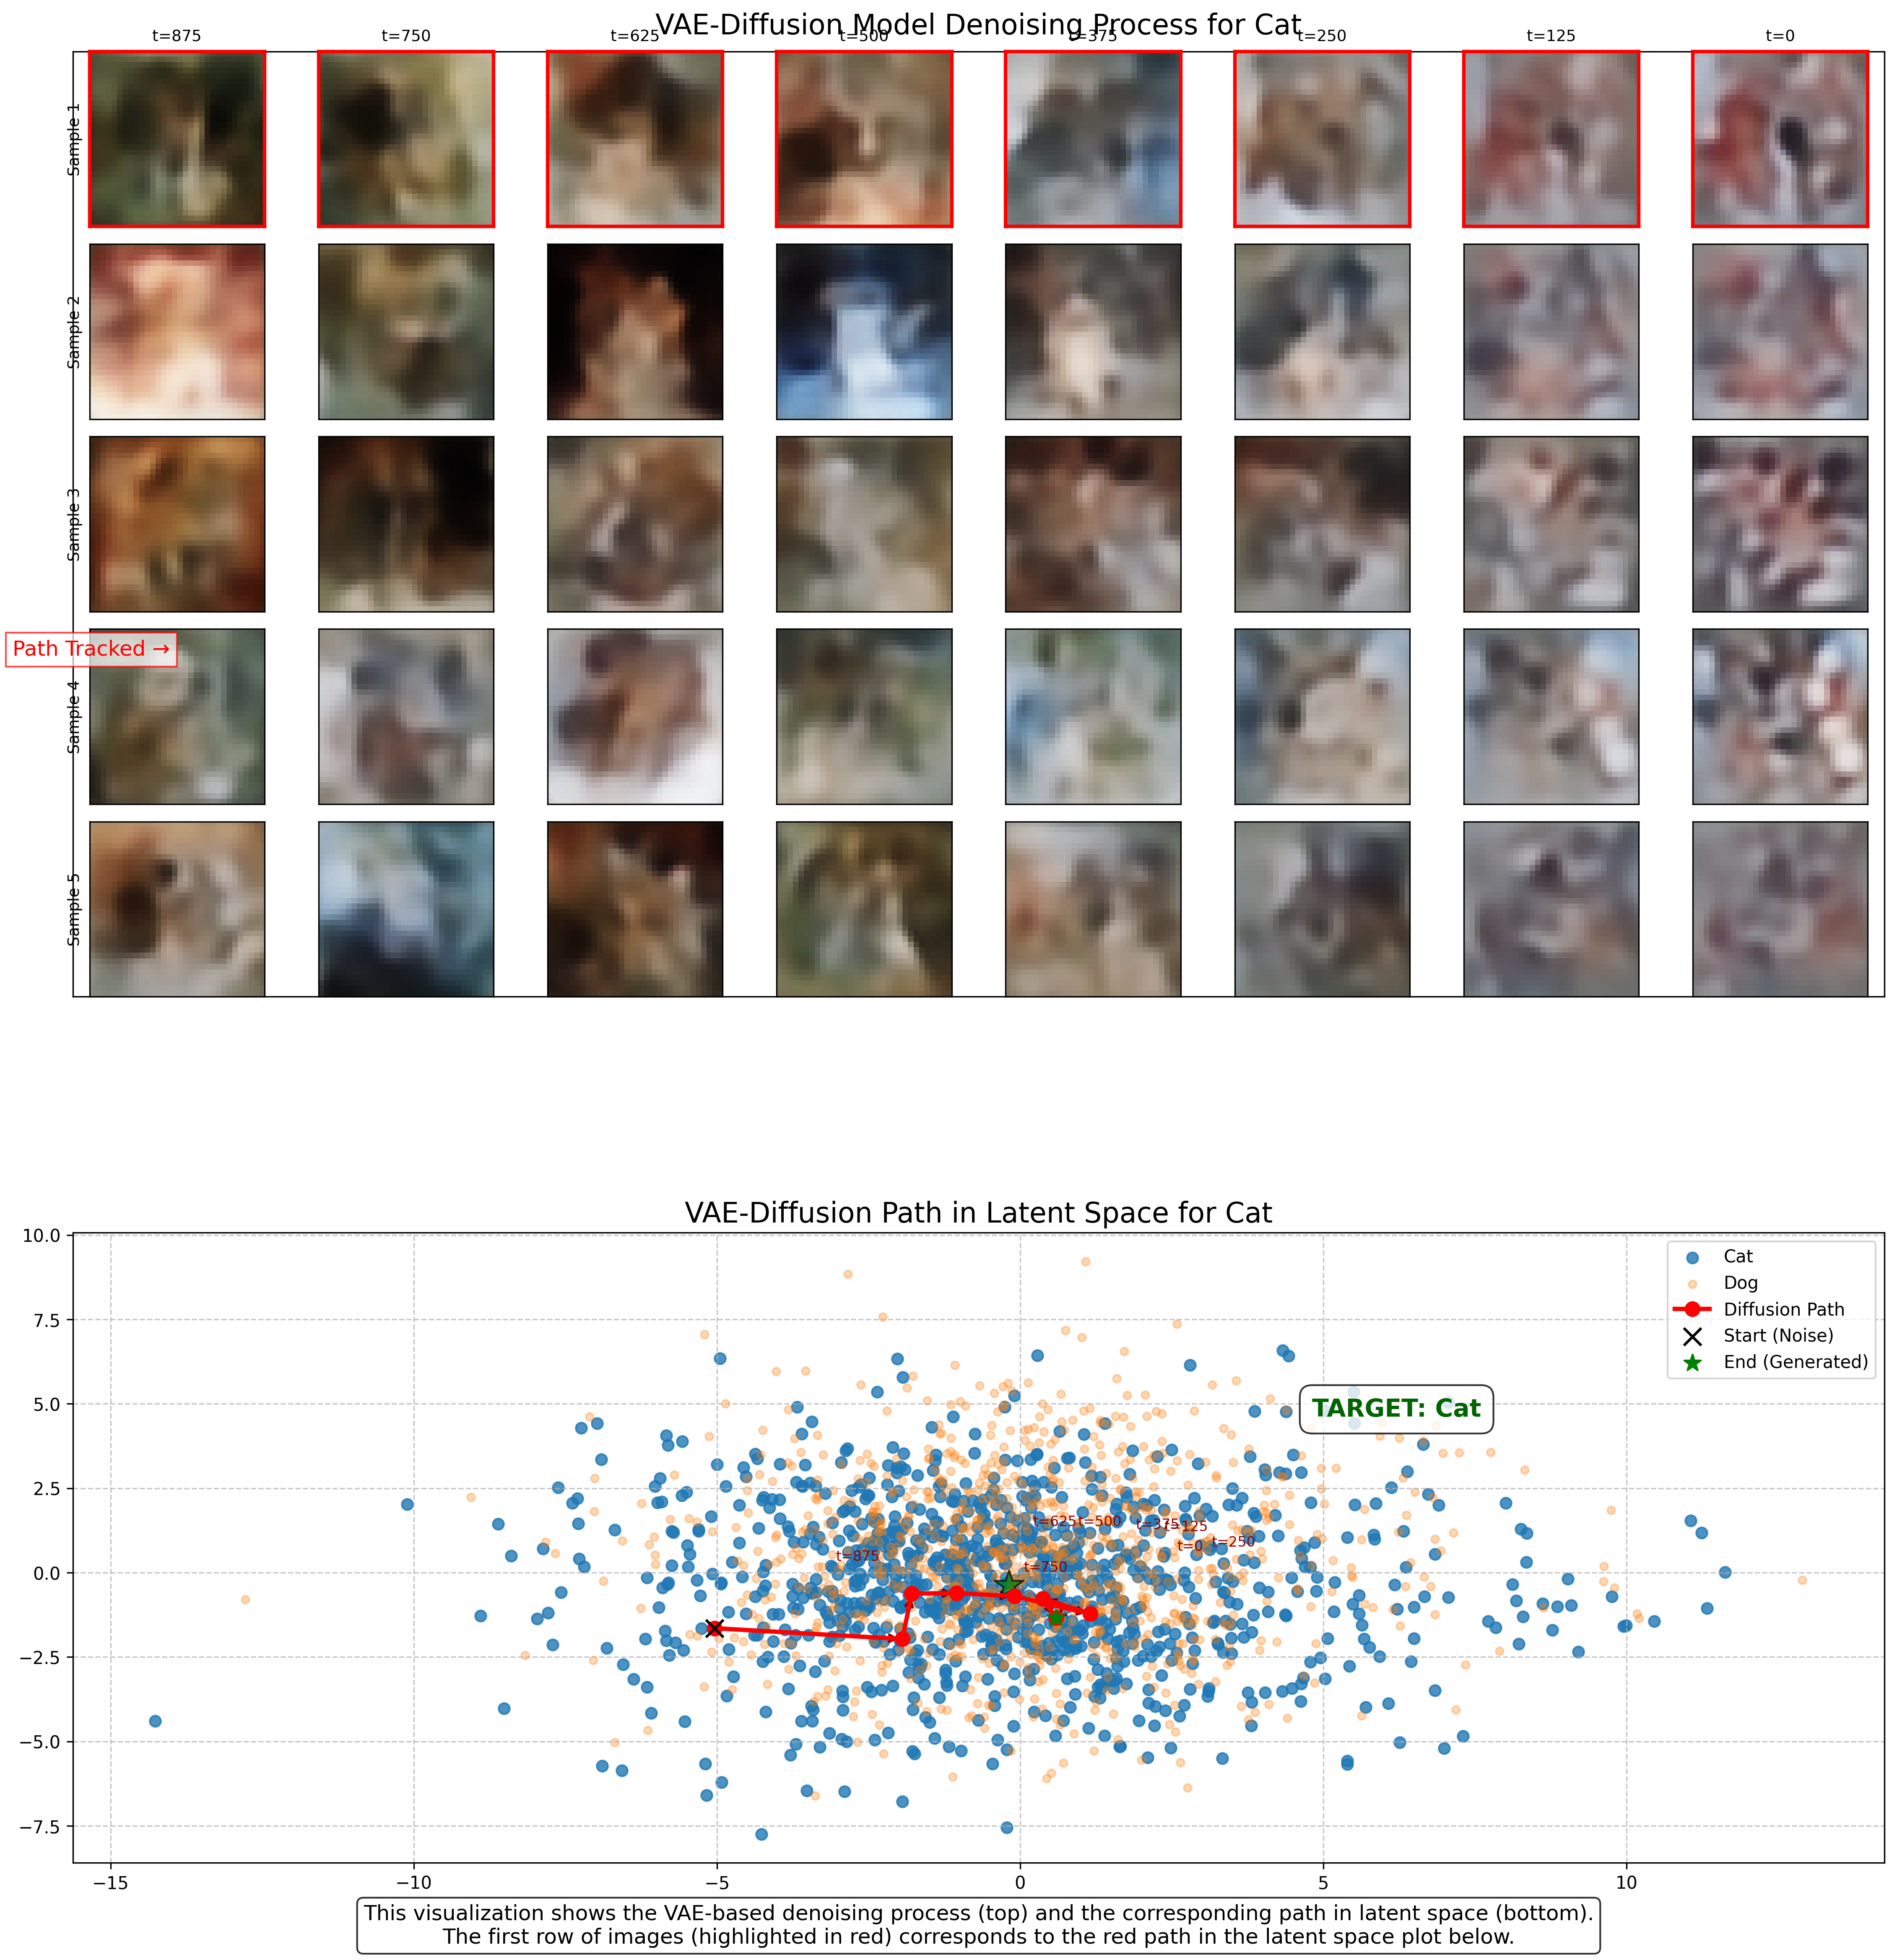 VAE-Diffusion Model Denoising Process for Cat
t=875
t=750
t=625
t=500
t=375
t=250
t=125
t=0
Sample 1
Sample 2
Sample 3
Path Tracked →
Sample 4
Sample 5
VAE-Diffusion Path in Latent Space for Cat
10.0
7.5
5.0
2.5
0.0
−2.5
−5.0
−7.5
Cat
Dog
Diffusion Path
Start (Noise)
End (Generated)
TARGET: Cat
t=625
t=500
t=375
t=125
t=0
t=250
t=875
t=750
−15
−10
−5
0
5
10
This visualization shows the VAE-based denoising process (top) and the corresponding path in latent space (bottom).
The first row of images (highlighted in red) corresponds to the red path in the latent space plot below.